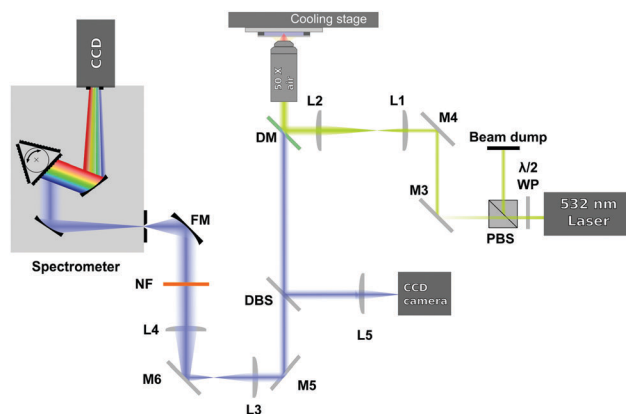 Cooling stage
CCD
50 X
air
L2
L1
M4
DM
Beam dump
λ/2
WP
M3
532 nm
Laser
PBS
FM
Spectrometer
NF
DBS
CCD
camera
L4
L5
M6
L3
M5